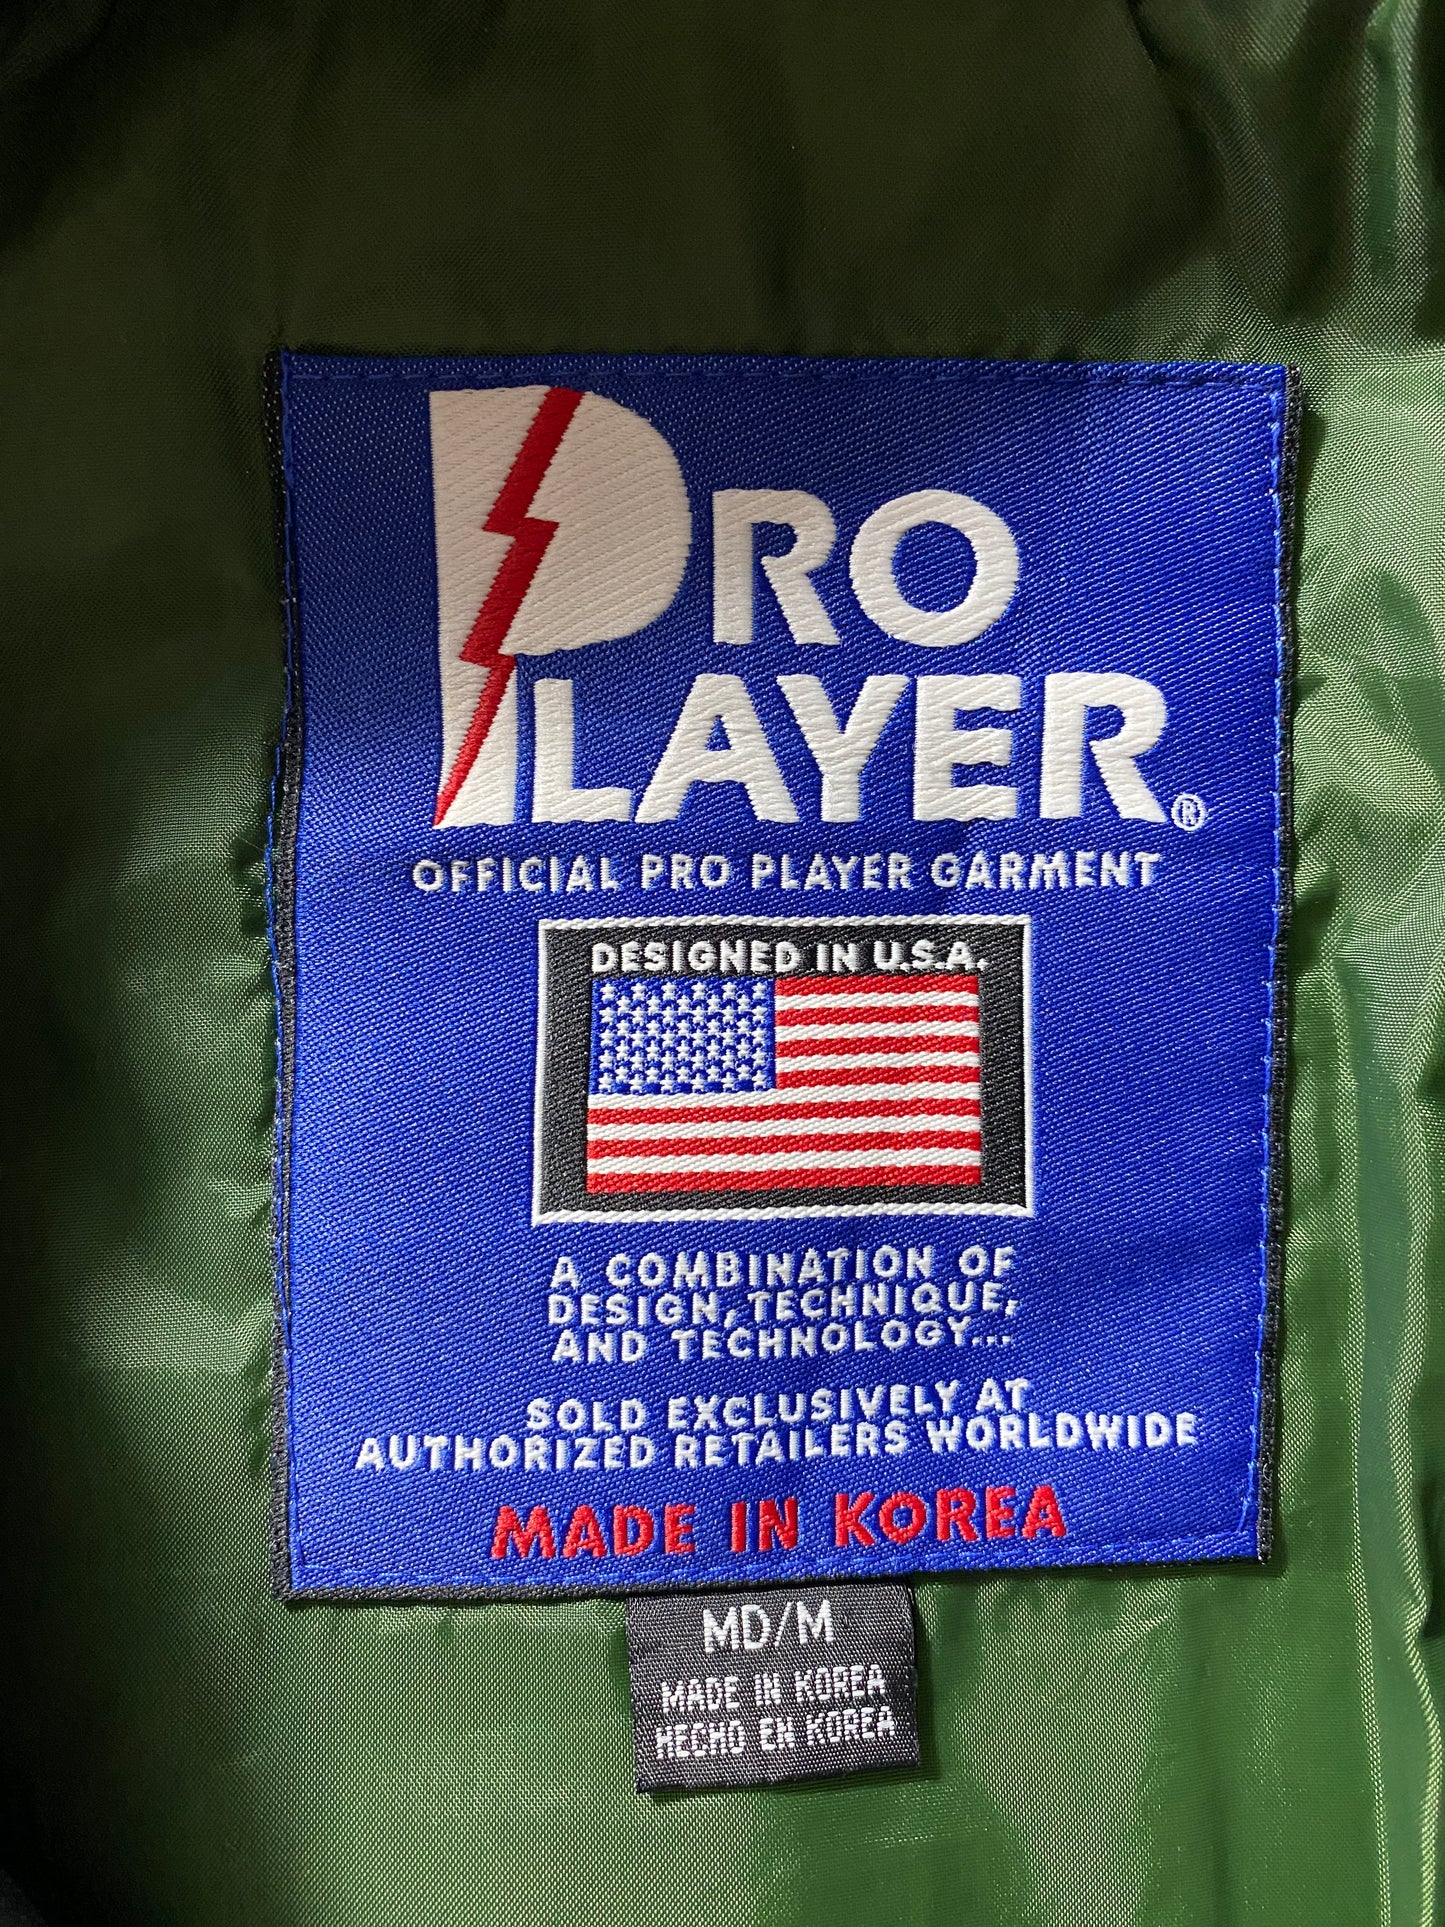 PRO
PLAYER®
OFFICIAL PRO PLAYER GARMENT
DESIGNED IN U.S.A.
A COMBINATION OF
DESIGN, TECHNIQUE,
AND TECHNOLOGY...
SOLD EXCLUSIVELY AT
AUTHORIZED RETAILERS WORLDWIDE
MADE IN KOREA
MD/M
MADE IN KOREA
HECHO EN KOREA